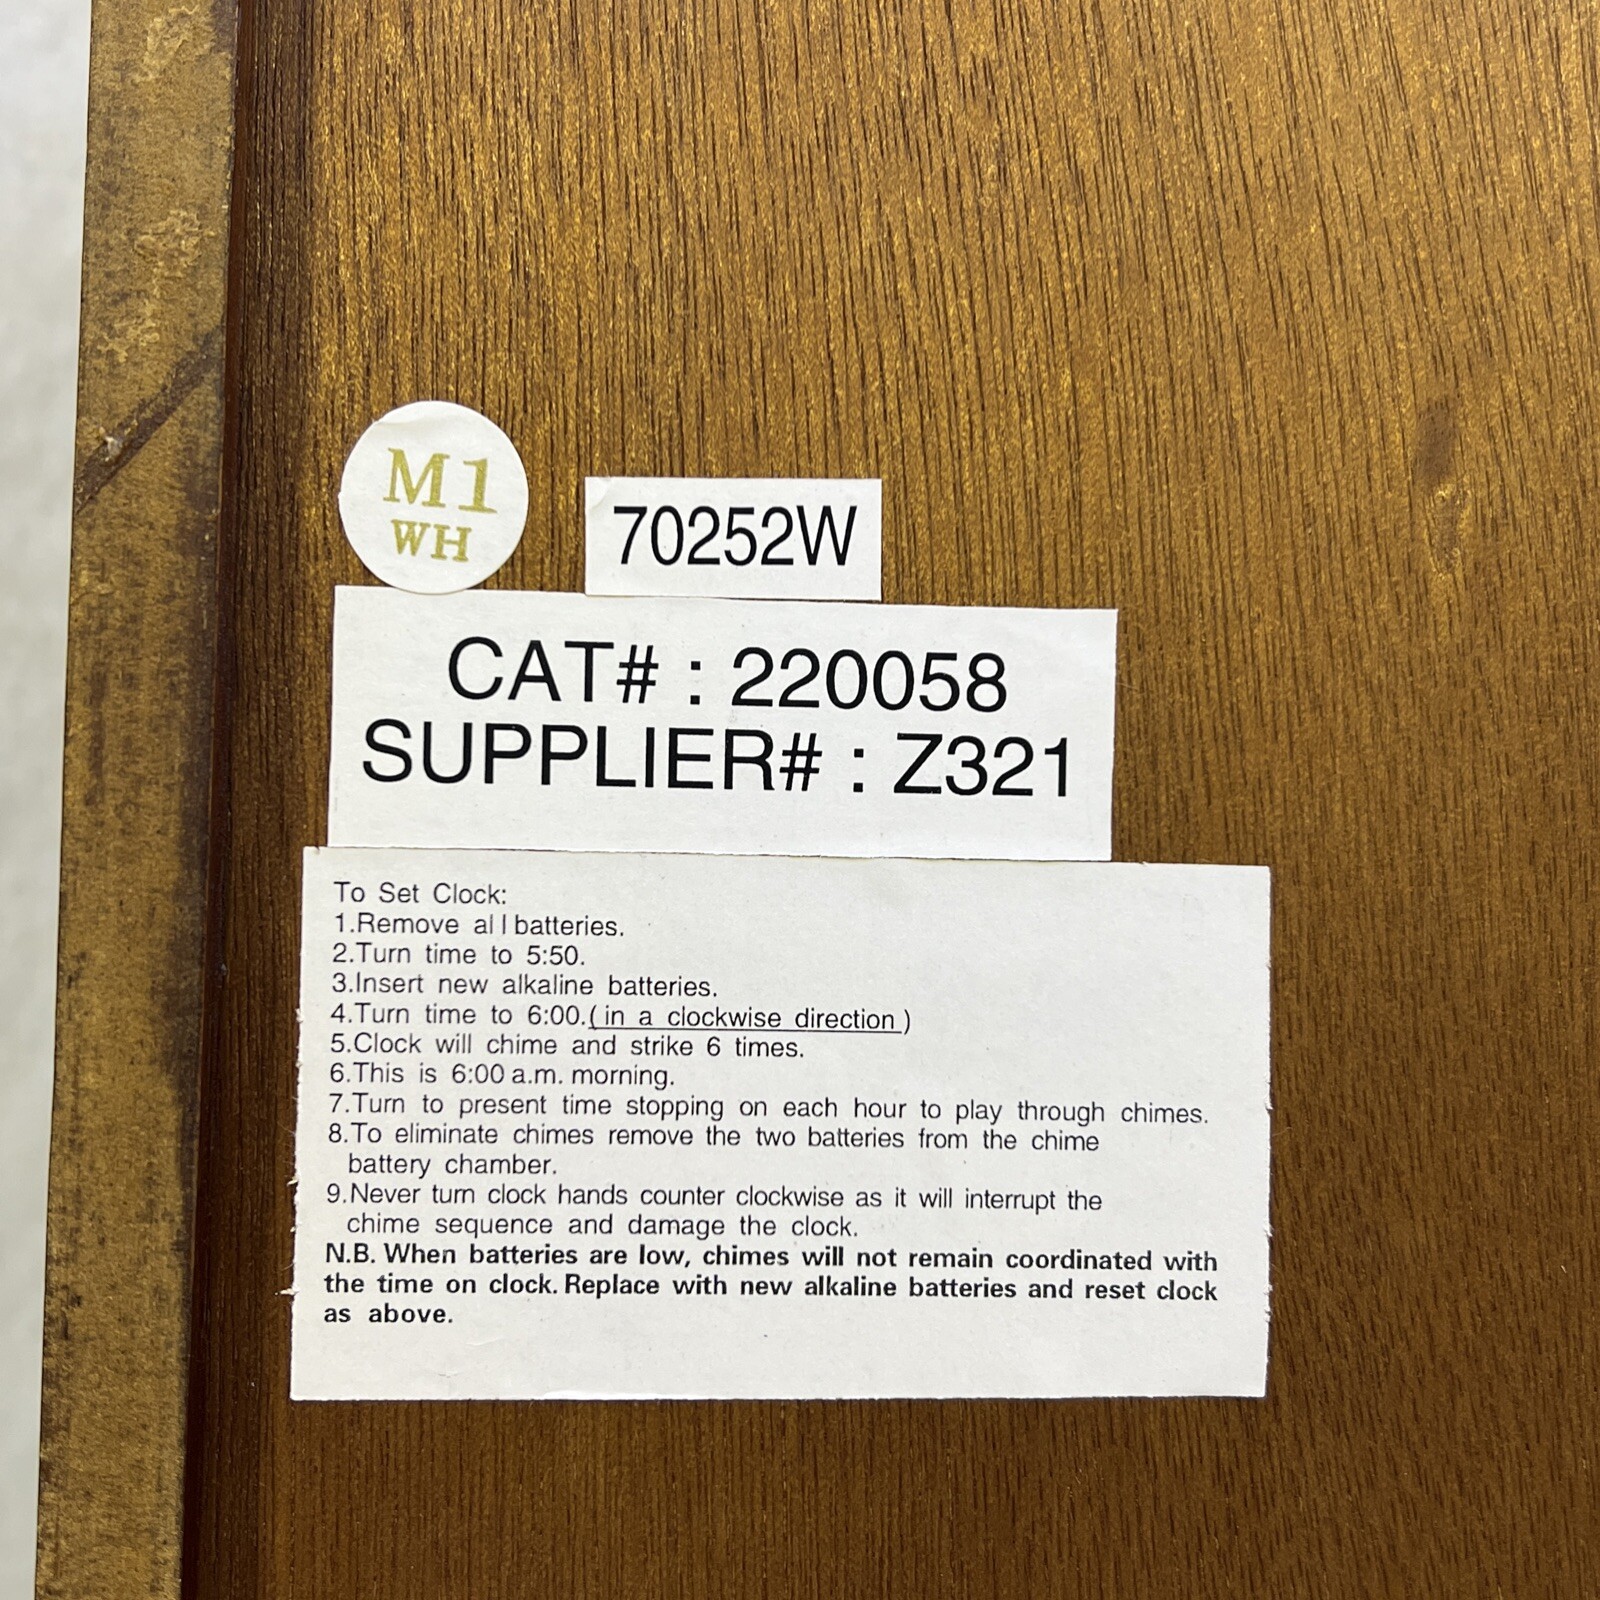 M1
WH
70252W
CAT# : 220058
SUPPLIER# : Z321
To Set Clock:
1.Remove all batteries.
2.Turn time to 5:50.
3.Insert new alkaline batteries.
4.Turn time to 6:00.(in a clockwise direction)
5.Clock will chime and strike 6 times.
6.This is 6:00 a.m. morning.
7.Turn to present time stopping on each hour to play through chimes.
8.To eliminate chimes remove the two batteries from the chime
battery chamber.
9.Never turn clock hands counter clockwise as it will interrupt the
chime sequence and damage the clock.
N.B. When batteries are low, chimes will not remain coordinated with
the time on clock. Replace with new alkaline batteries and reset clock
as above.